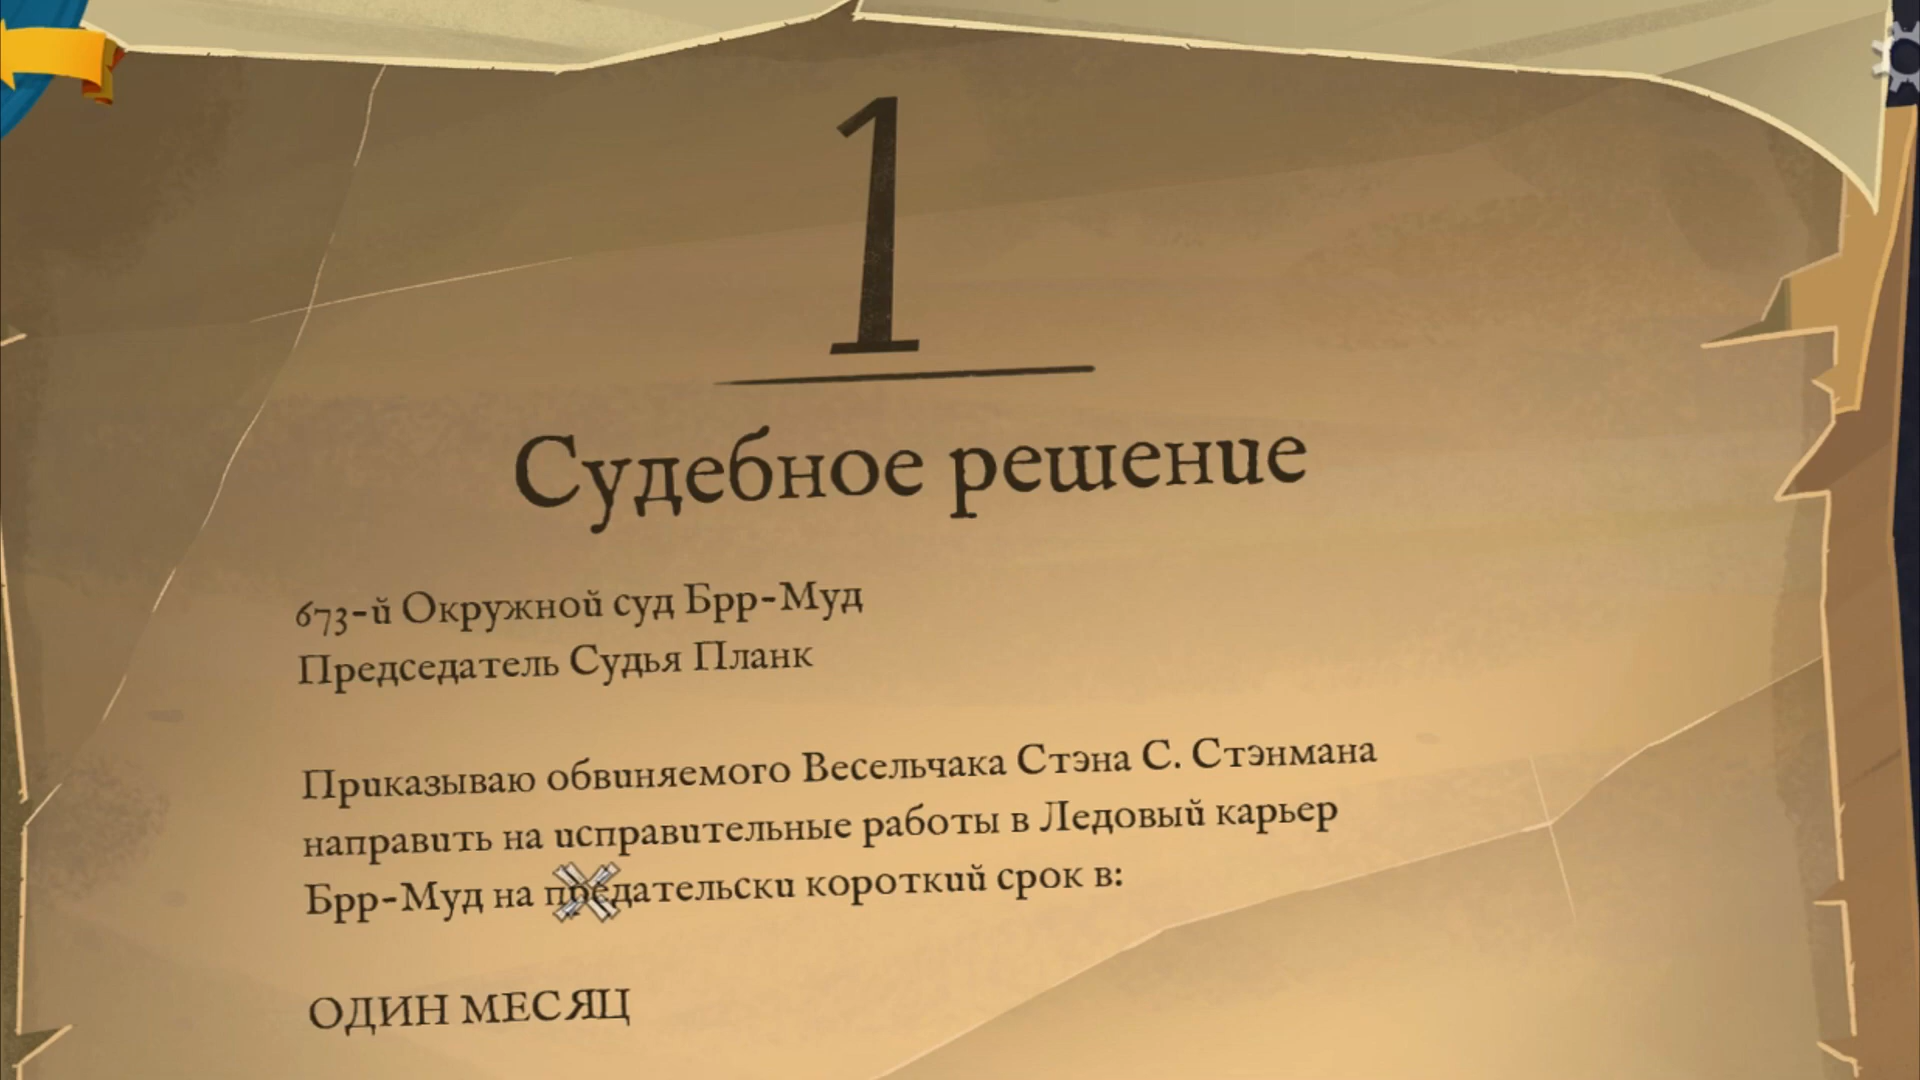 1
Судебное решение
673-й Окружной суд Брр-Муд
Председатель Судья Планк
Приказываю обвиняемого Весельчака Стэна С. Стэнмана
направить на исправительные работы в Ледовый карьер
Брр-Муд на предательски короткий срок в:
ОДИН МЕСЯЦ